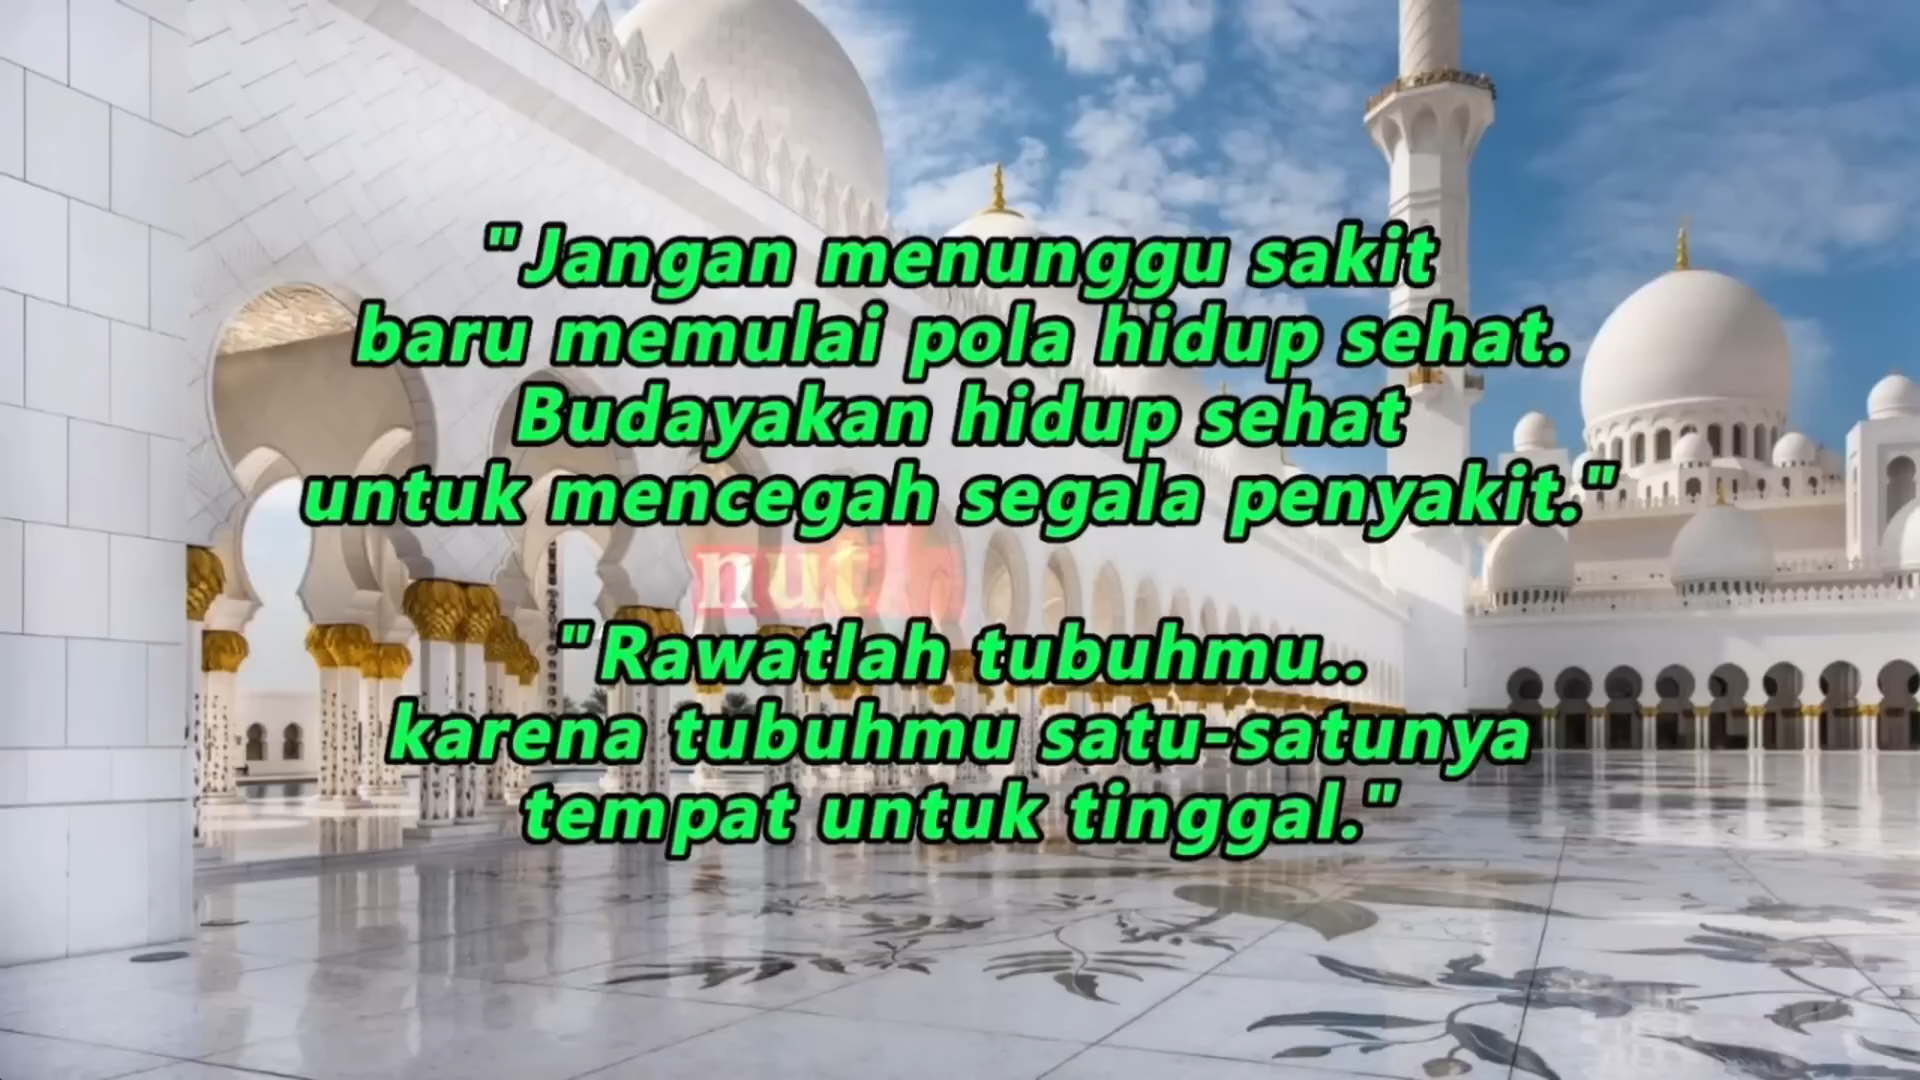 "Jangan menunggu sakit
baru memulai pola hidup sehat.
Budayakan hidup sehat
untuk mencegah segala penyakit."
"Rawatlah tubuhmu..
karena tubuhmu satu-satunya
tempat untuk tinggal."